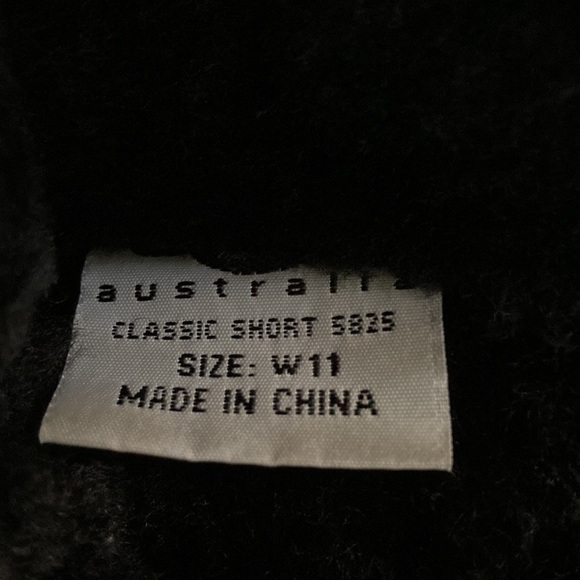 australia
CLASSIC SHORT 5825
SIZE: W11
MADE IN CHINA